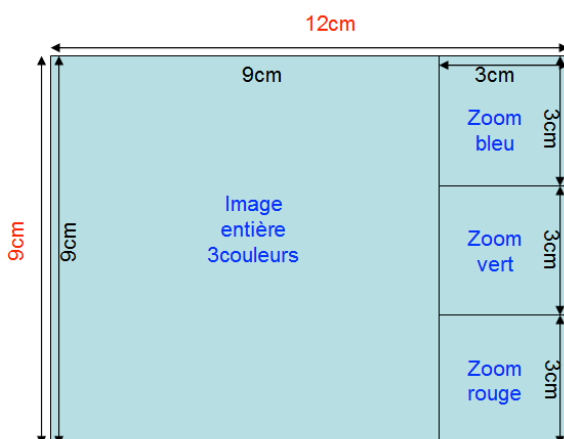 12cm
9cm
3cm
Zoom
bleu
3cm
Image
entière
3couleurs
9cm
9cm
Zoom
vert
3cm
Zoom
rouge
3cm